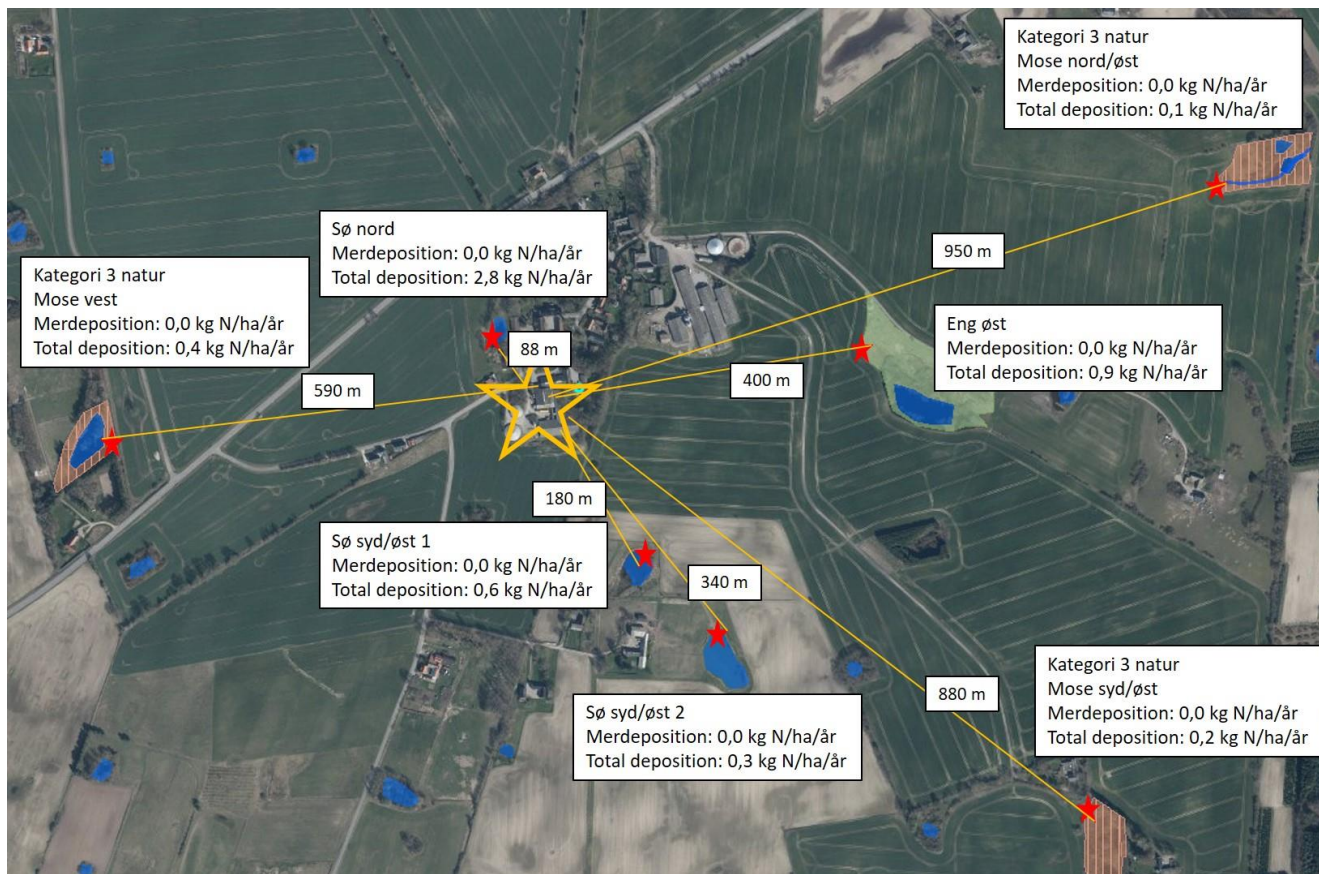 Kategori 3 natur
Mose nord/øst
Merdeposition: 0,0 kg N/ha/år
Total deposition: 0,1 kg N/ha/år
Sø nord
Merdeposition: 0,0 kg N/ha/år
Total deposition: 2,8 kg N/ha/år
950 m
Kategori 3 natur
Mose vest
Merdeposition: 0,0 kg N/ha/år
Total deposition: 0,4 kg N/ha/år
88 m
Eng øst
Merdeposition: 0,0 kg N/ha/år
Total deposition: 0,9 kg N/ha/år
590 m
400 m
180 m
Sø syd/øst 1
Merdeposition: 0,0 kg N/ha/år
Total deposition: 0,6 kg N/ha/år
340 m
Kategori 3 natur
Mose syd/øst
Merdeposition: 0,0 kg N/ha/år
Total deposition: 0,2 kg N/ha/år
880 m
Sø syd/øst 2
Merdeposition: 0,0 kg N/ha/år
Total deposition: 0,3 kg N/ha/år